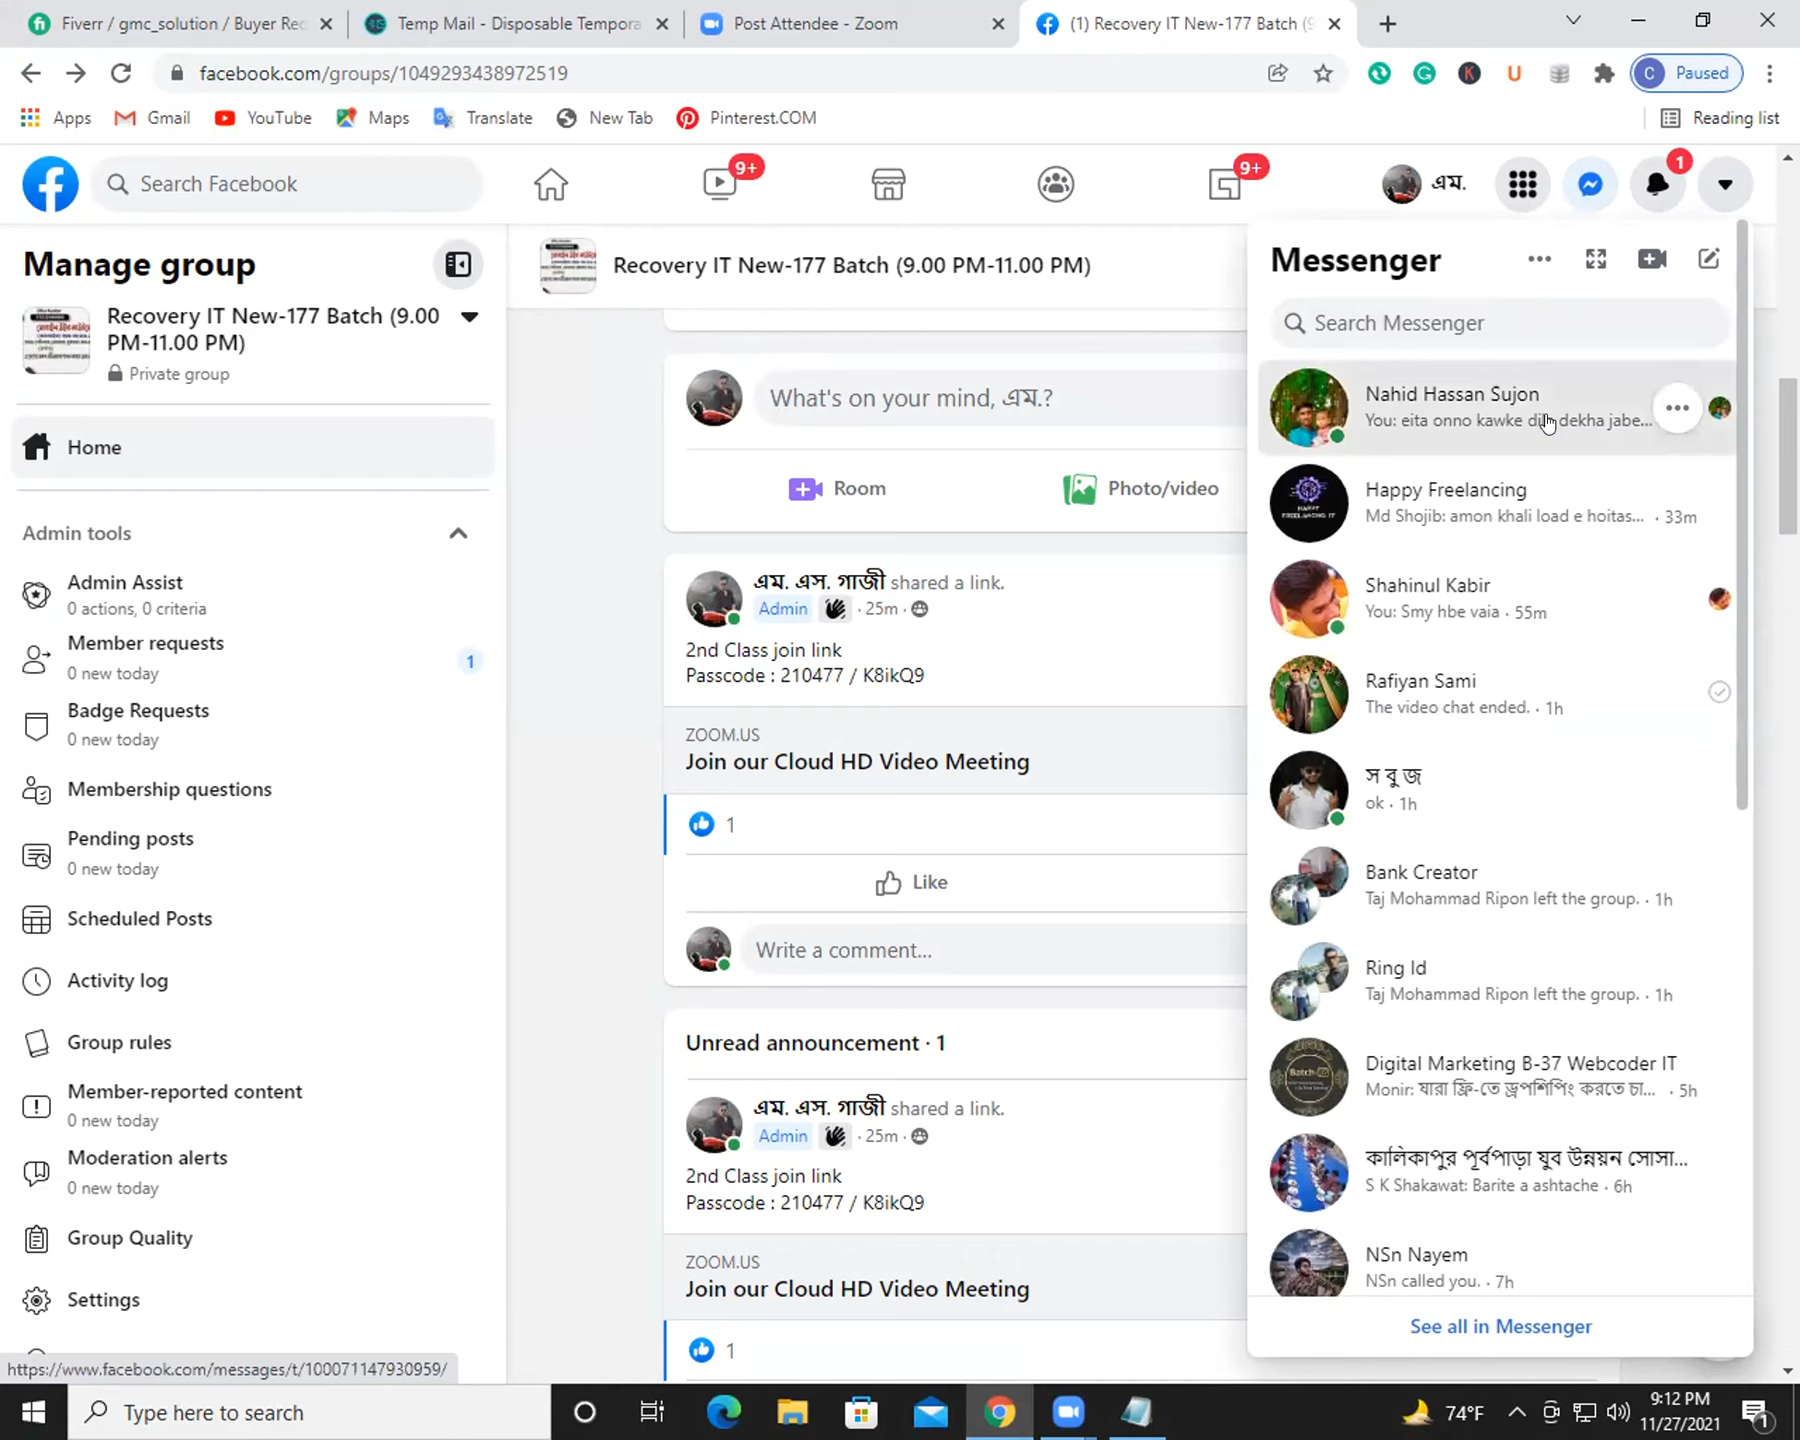 Fiverr / gmc_solution / Buyer Rec
Temp Mail - Disposable Tempora
Post Attendee - Zoom
(1) Recovery IT New-177 Batch (9
facebook.com/groups/1049293438972519
C Paused
Apps
Gmail
YouTube
Maps
Translate
New Tab
Pinterest.COM
Reading list
Search Facebook
9+
9+
এম.
1
Manage group
Recovery IT New-177 Batch (9.00 PM-11.00 PM)
Private group
Home
Admin tools
Admin Assist
0 actions, 0 criteria
Member requests
0 new today
1
Badge Requests
0 new today
Membership questions
Pending posts
0 new today
Scheduled Posts
Activity log
Group rules
Member-reported content
0 new today
Moderation alerts
0 new today
Group Quality
Settings
https://www.facebook.com/messages/t/100071147930959/
Recovery IT New-177 Batch (9.00 PM-11.00 PM)
What's on your mind, এম.?
Room
Photo/video
এম. এস. গাজী shared a link.
Admin · 25m ·
2nd Class join link
Passcode : 210477 / K8ikQ9
ZOOM.US
Join our Cloud HD Video Meeting
1
Like
Write a comment...
Unread announcement · 1
এম. এস. গাজী shared a link.
Admin · 25m ·
2nd Class join link
Passcode : 210477 / K8ikQ9
ZOOM.US
Join our Cloud HD Video Meeting
1
Messenger
Search Messenger
Nahid Hassan Sujon
You: eita onno kawke dekha jabe...
Happy Freelancing
Md Shojib: amon khali load e hoitas... · 33m
Shahinul Kabir
You: Smy hbe vaia · 55m
Rafiyan Sami
The video chat ended. · 1h
স বু জ
ok · 1h
Bank Creator
Taj Mohammad Ripon left the group. · 1h
Ring Id
Taj Mohammad Ripon left the group. · 1h
Digital Marketing B-37 Webcoder IT
Monir: যারা ফ্রি-তে ড্রপশিপিং করতে চা... · 5h
কালিকাপুর পূর্বপাড়া যুব উন্নয়ন সোসা...
S K Shakawat: Barite a ashtache · 6h
NSn Nayem
NSn called you. · 7h
See all in Messenger
Type here to search
74°F
9:12 PM
11/27/2021
1